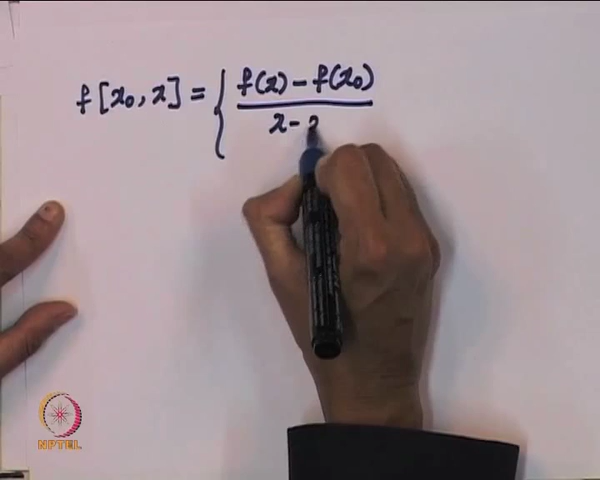 f[x₀, x] = { f(x) - f(x₀)
x -
NPTEL